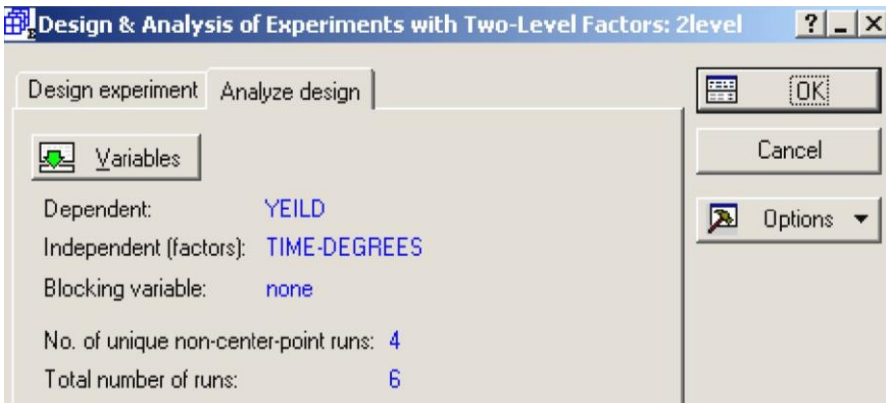 Design & Analysis of Experiments with Two-Level Factors: 2level
Design experiment
Analyze design
OK
Variables
Cancel
Dependent: YEILD
Options
Independent (factors): TIME-DEGREES
Blocking variable: none
No. of unique non-center-point runs: 4
Total number of runs: 6